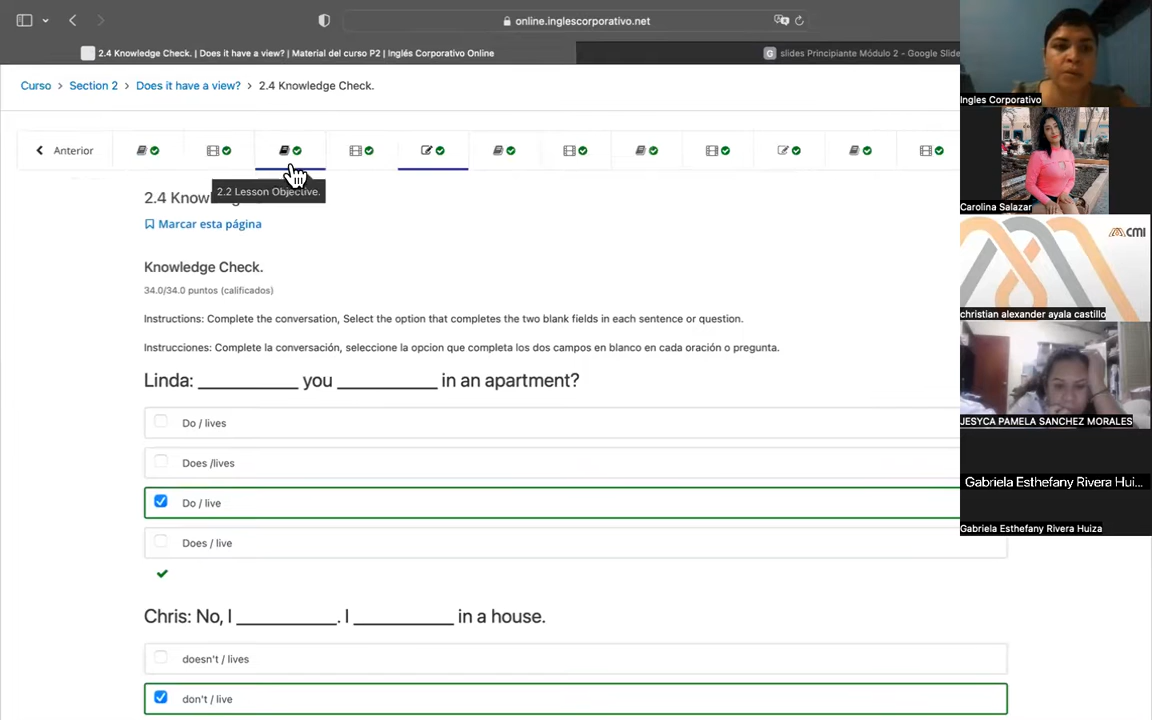 online.inglescorporativo.net
2.4 Knowledge Check. | Does it have a view? | Material del curso P2 | Inglés Corporativo Online
G slides Principiante Módulo 2 - Google Slide
Curso > Section 2 > Does it have a view? > 2.4 Knowledge Check.
Anterior
2.4 Know
2.2 Lesson Objective.
Marcar esta página
Knowledge Check.
34.0/34.0 puntos (calificados)
Instructions: Complete the conversation, Select the option that completes the two blank fields in each sentence or question.
Instrucciones: Complete la conversación, seleccione la opcion que completa los dos campos en blanco en cada oración o pregunta.
Linda: __________ you __________ in an apartment?
Do / lives
Does /lives
Do / live
Does / live
Chris: No, I __________. I __________ in a house.
doesn't / lives
don't / live
Ingles Corporativo
Carolina Salazar
CMI
christian alexander ayala castillo
JESYCA PAMELA SANCHEZ MORALES
Gabriela Esthefany Rivera Hui...
Gabriela Esthefany Rivera Huiza